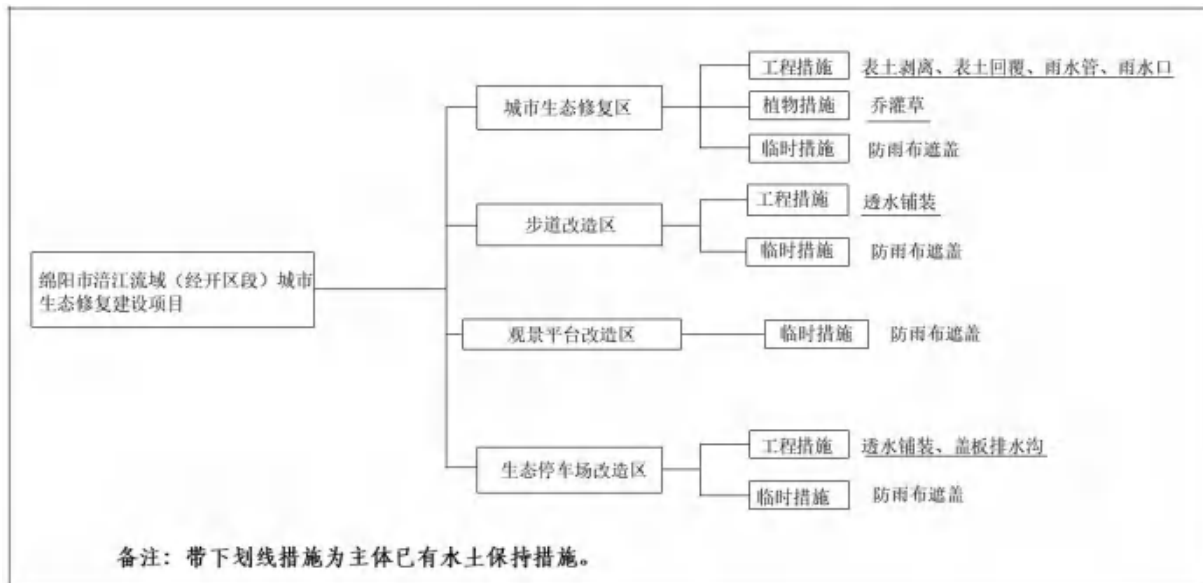 工程措施 表土剥离、表土回覆、雨水管、雨水口
城市生态修复区
植物措施 乔灌草
临时措施 防雨布遮盖
工程措施 透水铺装
步道改造区
临时措施 防雨布遮盖
绵阳市涪江流域（经开区段）城市
生态修复建设项目
观景平台改造区 临时措施 防雨布遮盖
工程措施 透水铺装、盖板排水沟
生态停车场改造区
临时措施 防雨布遮盖
备注：带下划线措施为主体已有水土保持措施。